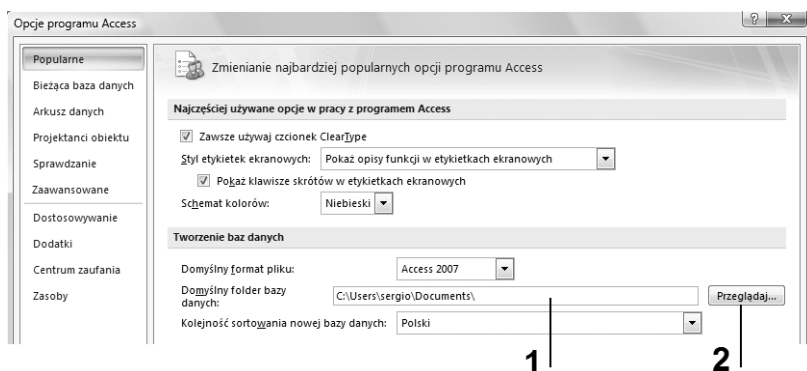 Opcje programu Access
Popularne
Bieżąca baza danych
Arkusz danych
Projektanci obiektu
Sprawdzanie
Zaawansowane
Dostosowywanie
Dodatki
Centrum zaufania
Zasoby
Zmienianie najbardziej popularnych opcji programu Access
Najczęściej używane opcje w pracy z programem Access
Zawsze używaj czcionek ClearType
Styl etykietek ekranowych: Pokaż opisy funkcji w etykietkach ekranowych
Pokaż klawisze skrótów w etykietkach ekranowych
Schemat kolorów: Niebieski
Tworzenie baz danych
Domyślny format pliku: Access 2007
Domyślny folder bazy
danych: C:\Users\sergio\Documents\ Przeglądaj...
Kolejność sortowania nowej bazy danych: Polski
1 2